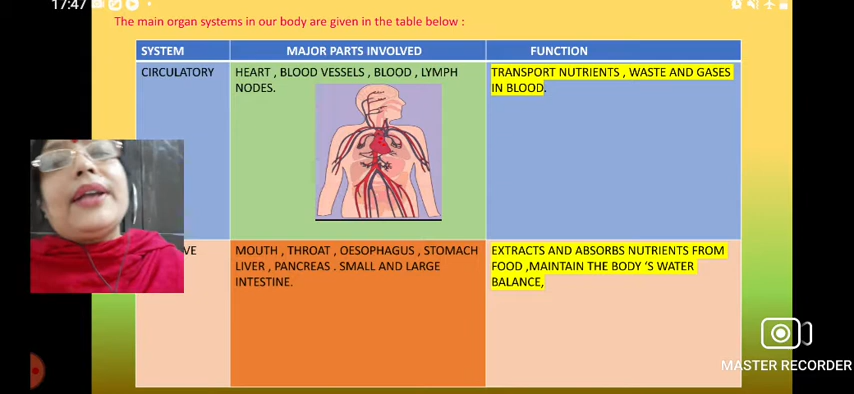 17:47
The main organ systems in our body are given in the table below :
SYSTEM
MAJOR PARTS INVOLVED
FUNCTION
CIRCULATORY
HEART , BLOOD VESSELS , BLOOD , LYMPH
NODES.
TRANSPORT NUTRIENTS , WASTE AND GASES
IN BLOOD.
VE
MOUTH , THROAT , OESOPHAGUS , STOMACH
LIVER , PANCREAS . SMALL AND LARGE
INTESTINE.
EXTRACTS AND ABSORBS NUTRIENTS FROM
FOOD ,MAINTAIN THE BODY ‘S WATER
BALANCE,
MASTER RECORDER